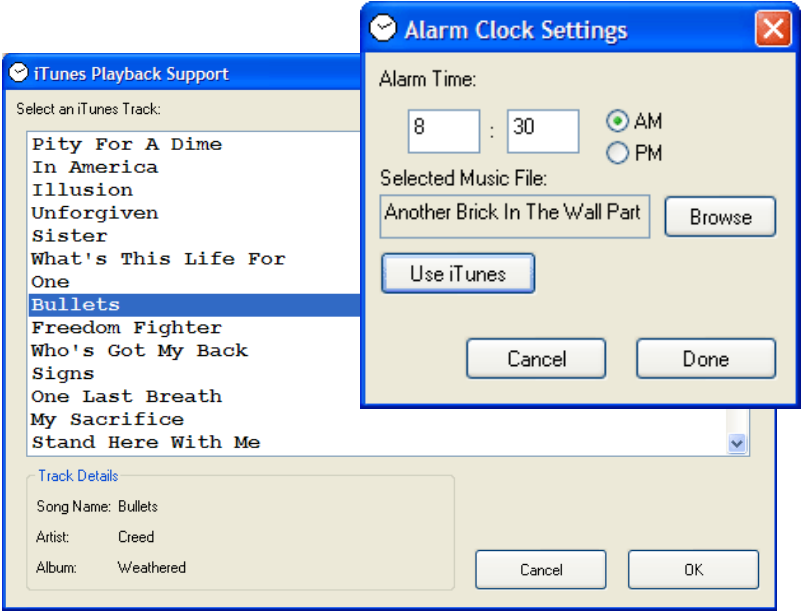 Alarm Clock Settings
Alarm Time:
8 : 30 AM
PM
Selected Music File:
Another Brick In The Wall Part Browse
Use iTunes
Cancel Done
iTunes Playback Support
Select an iTunes Track:
Pity For A Dime
In America
Illusion
Unforgiven
Sister
What's This Life For
One
Bullets
Freedom Fighter
Who's Got My Back
Signs
One Last Breath
My Sacrifice
Stand Here With Me
Track Details
Song Name: Bullets
Artist: Creed
Album: Weathered
Cancel OK